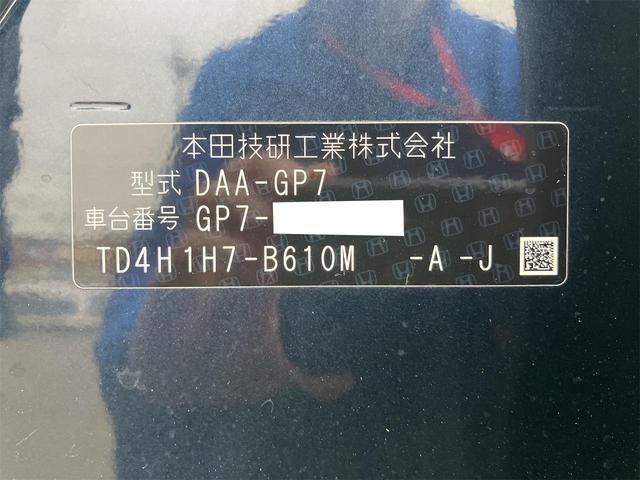 本田技研工業株式会社
型式 DAA-GP7
車台番号 GP7-
TD4H1H7-B610M -A-J